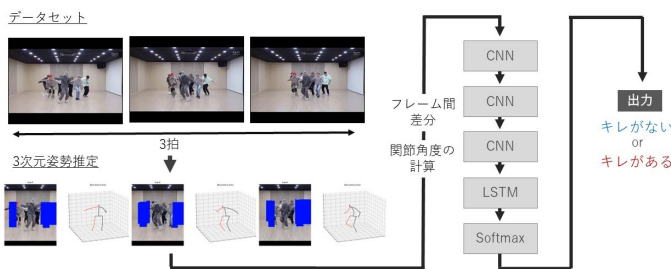 データセット
3拍
3次元姿勢推定
フレーム間
差分
関節角度の
計算
CNN
CNN
CNN
LSTM
Softmax
出力
キレがない
or
キレがある